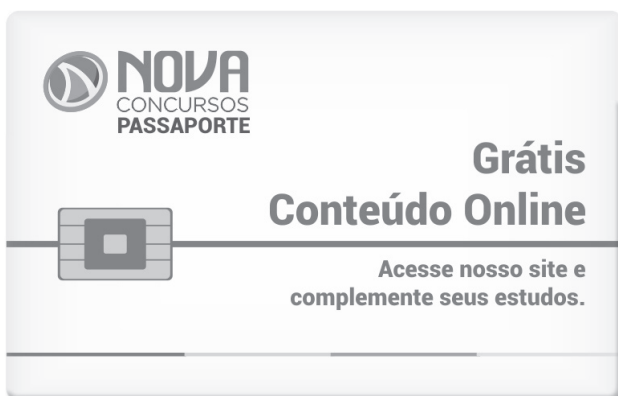 NOVA
CONCURSOS
PASSAPORTE
Grátis
Conteúdo Online
Acesse nosso site e
complemente seus estudos.